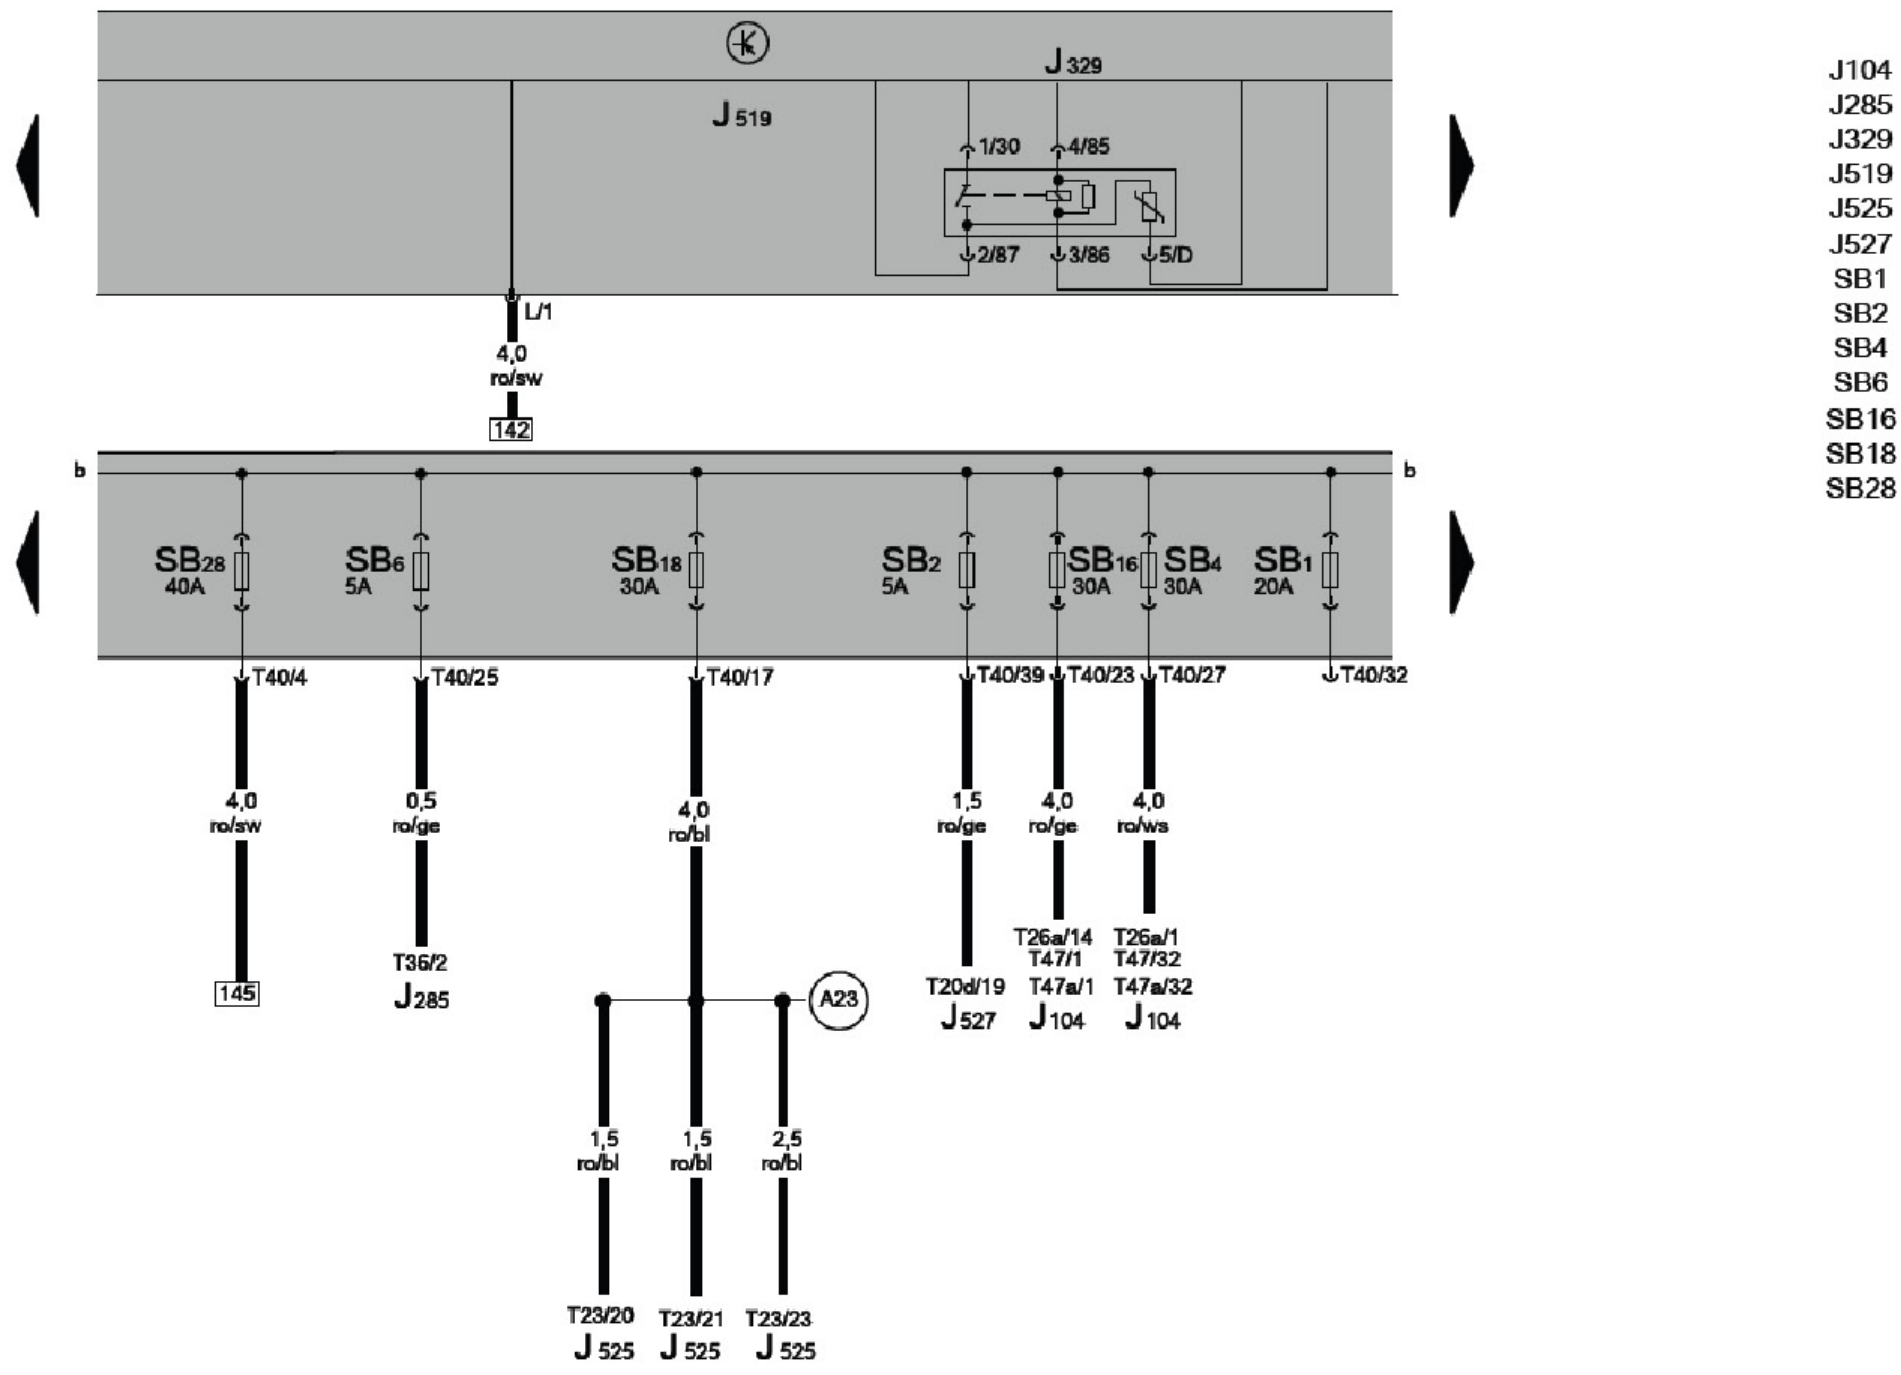 J 329
J 519
1/30
4/85
2/87
3/86
5/D
L/1
4,0
ro/sw
142
b
b
SB28
40A
SB6
5A
SB18
30A
SB2
5A
SB16
30A
SB4
30A
SB1
20A
T40/4
T40/25
T40/17
T40/39
T40/23
T40/27
T40/32
4,0
ro/sw
0,5
ro/ge
4,0
ro/bl
1,5
ro/ge
4,0
ro/ge
4,0
ro/ws
145
T36/2
J285
A23
T20d/19
J527
T26a/14
T47/1
T47a/1
J104
T26a/1
T47/32
T47a/32
J104
1,5
ro/bl
1,5
ro/bl
2,5
ro/bl
T23/20
J 525
T23/21
J 525
T23/23
J 525
J104
J285
J329
J519
J525
J527
SB1
SB2
SB4
SB6
SB16
SB18
SB28